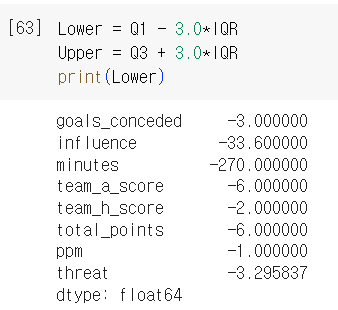 [63] Lower = Q1 - 3.0*IQR
Upper = Q3 + 3.0*IQR
print(Lower)
goals_conceded -3.000000
influence -33.600000
minutes -270.000000
team_a_score -6.000000
team_h_score -2.000000
total_points -6.000000
ppm -1.000000
threat -3.295837
dtype: float64